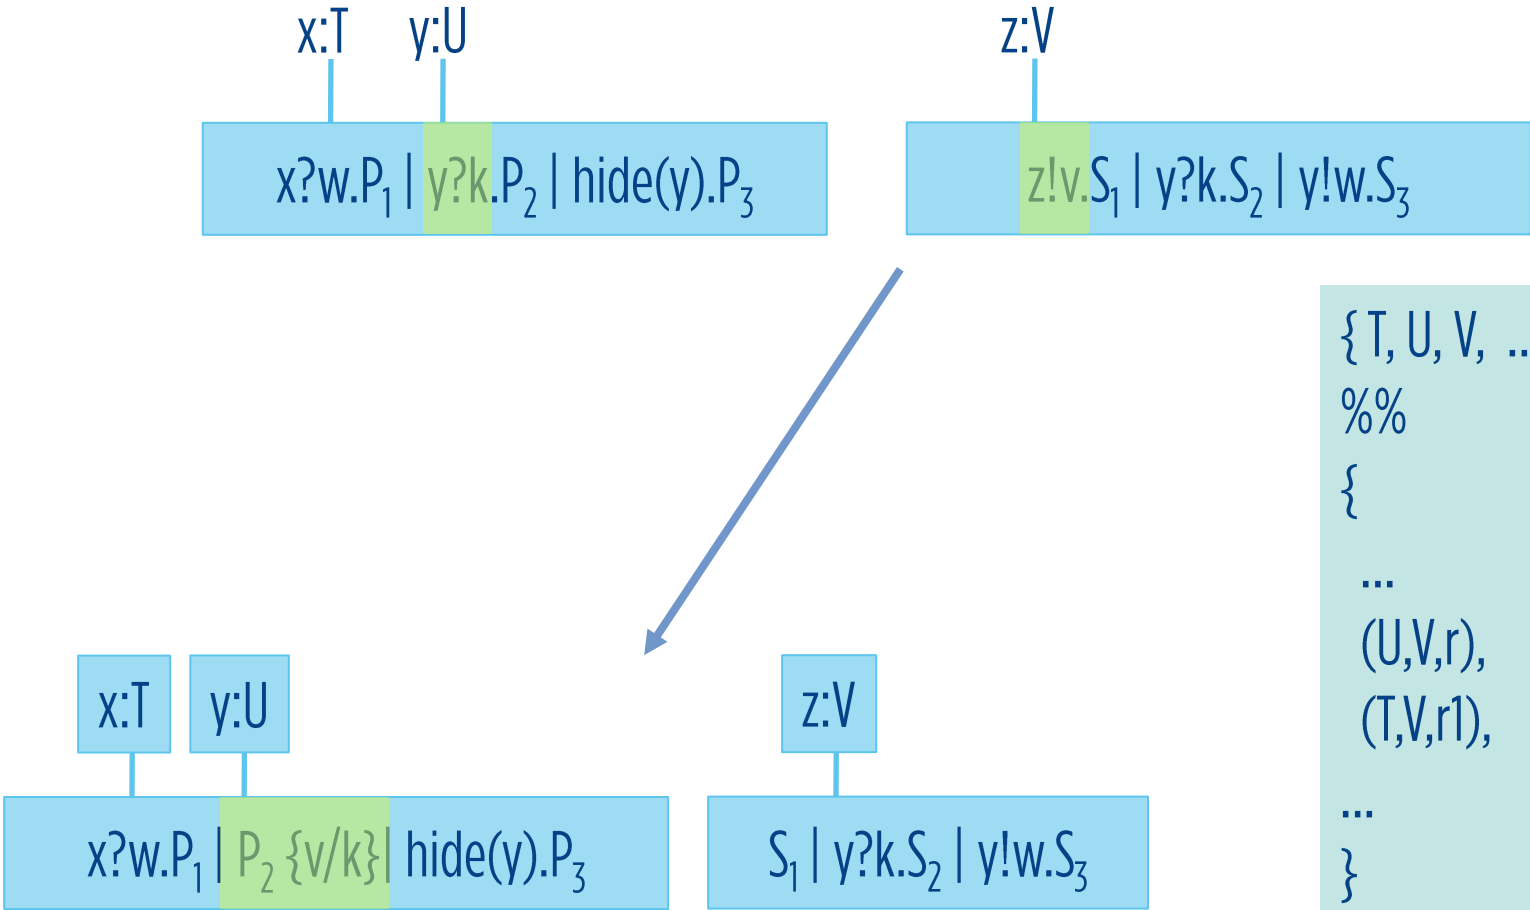 x:T y:U z:V
x?w.P1 | y?k.P2 | hide(y).P3
z!v.S1 | y?k.S2 | y!w.S3
{ T, U, V, ..
%%
{
...
(U,V,r),
(T,V,r1),
...
}
x:T y:U z:V
x?w.P1 | P2 {v/k}| hide(y).P3
S1 | y?k.S2 | y!w.S3